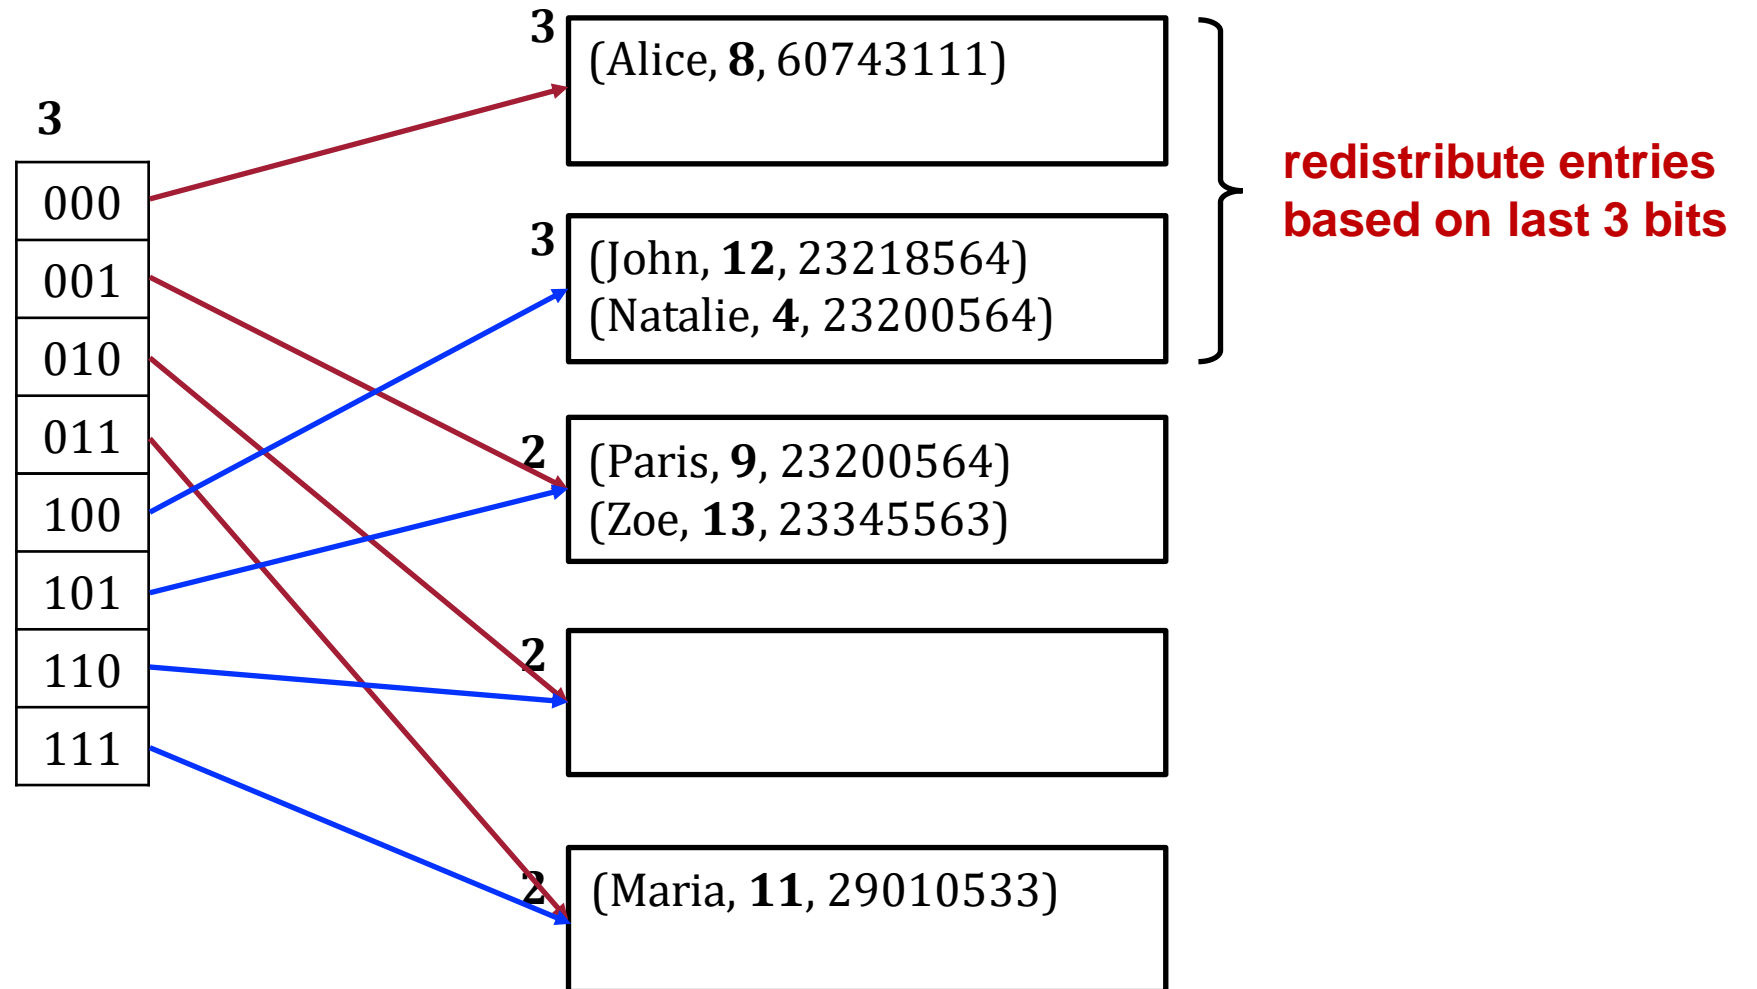 3
000
001
010
011
100
101
110
111
3
(Alice, 8, 60743111)
3
(John, 12, 23218564)
(Natalie, 4, 23200564)
2
(Paris, 9, 23200564)
(Zoe, 13, 23345563)
2
2
(Maria, 11, 29010533)
redistribute entries
based on last 3 bits